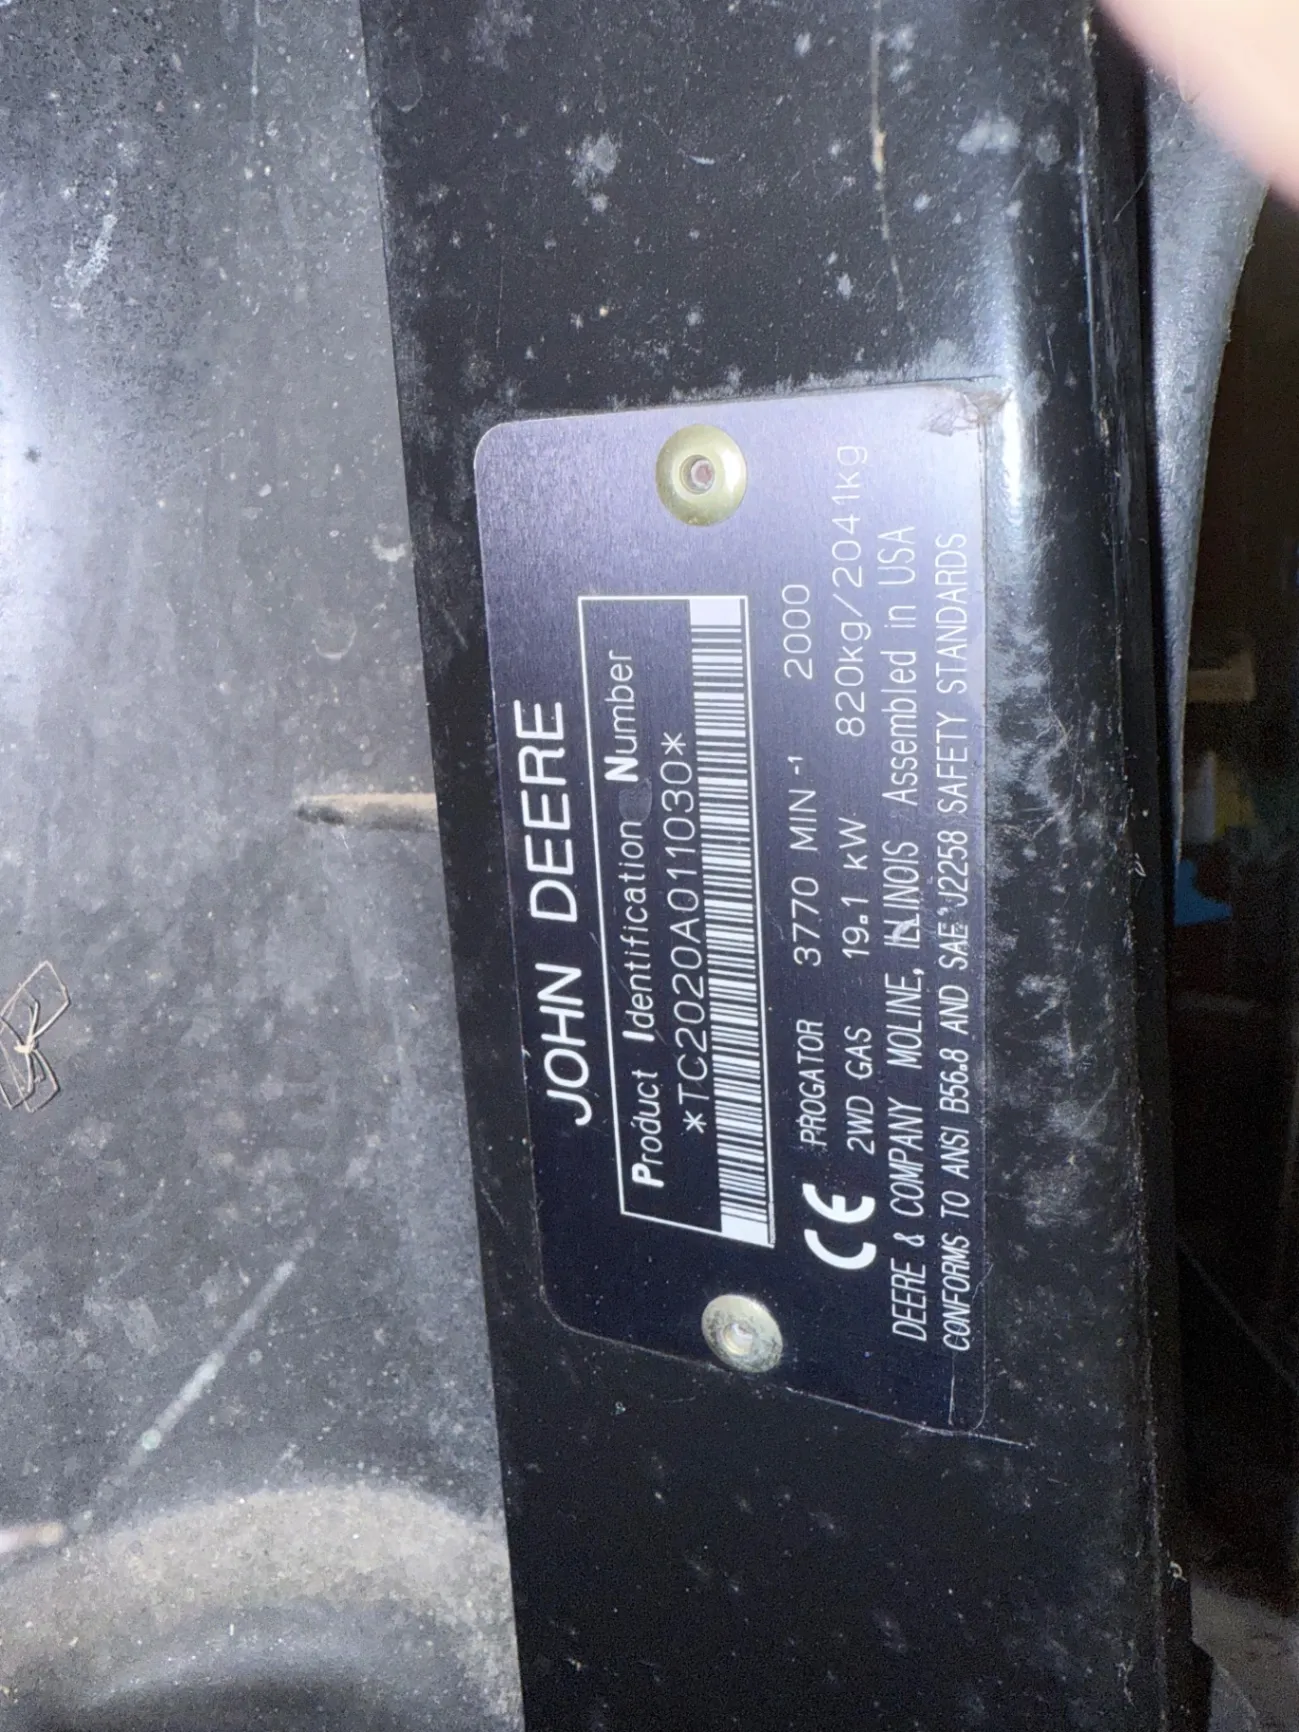 JOHN DEERE
Product Identification Number
*TC2020A011030*
CE PROGATOR 3770 MIN-1 2000
2WD GAS 19.1 kW 820kg/2041kg
DEERE & COMPANY MOLINE, ILLINOIS Assembled in USA
CONFORMS TO ANSI B56.8 AND SAE J2258 SAFETY STANDARDS